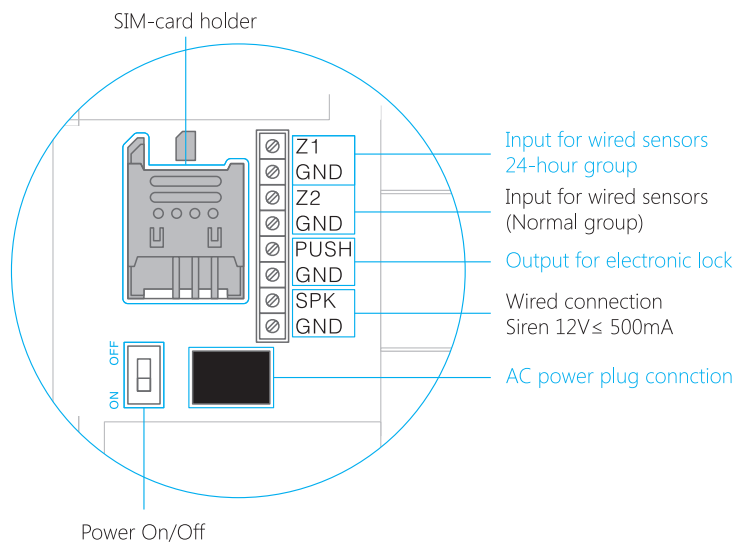 SIM-card holder
Z1
GND
Z2
GND
PUSH
GND
SPK
GND
Input for wired sensors
24-hour group
Input for wired sensors
(Normal group)
Output for electronic lock
Wired connection
Siren 12V≤ 500mA
AC power plug connction
OFF
ON
Power On/Off